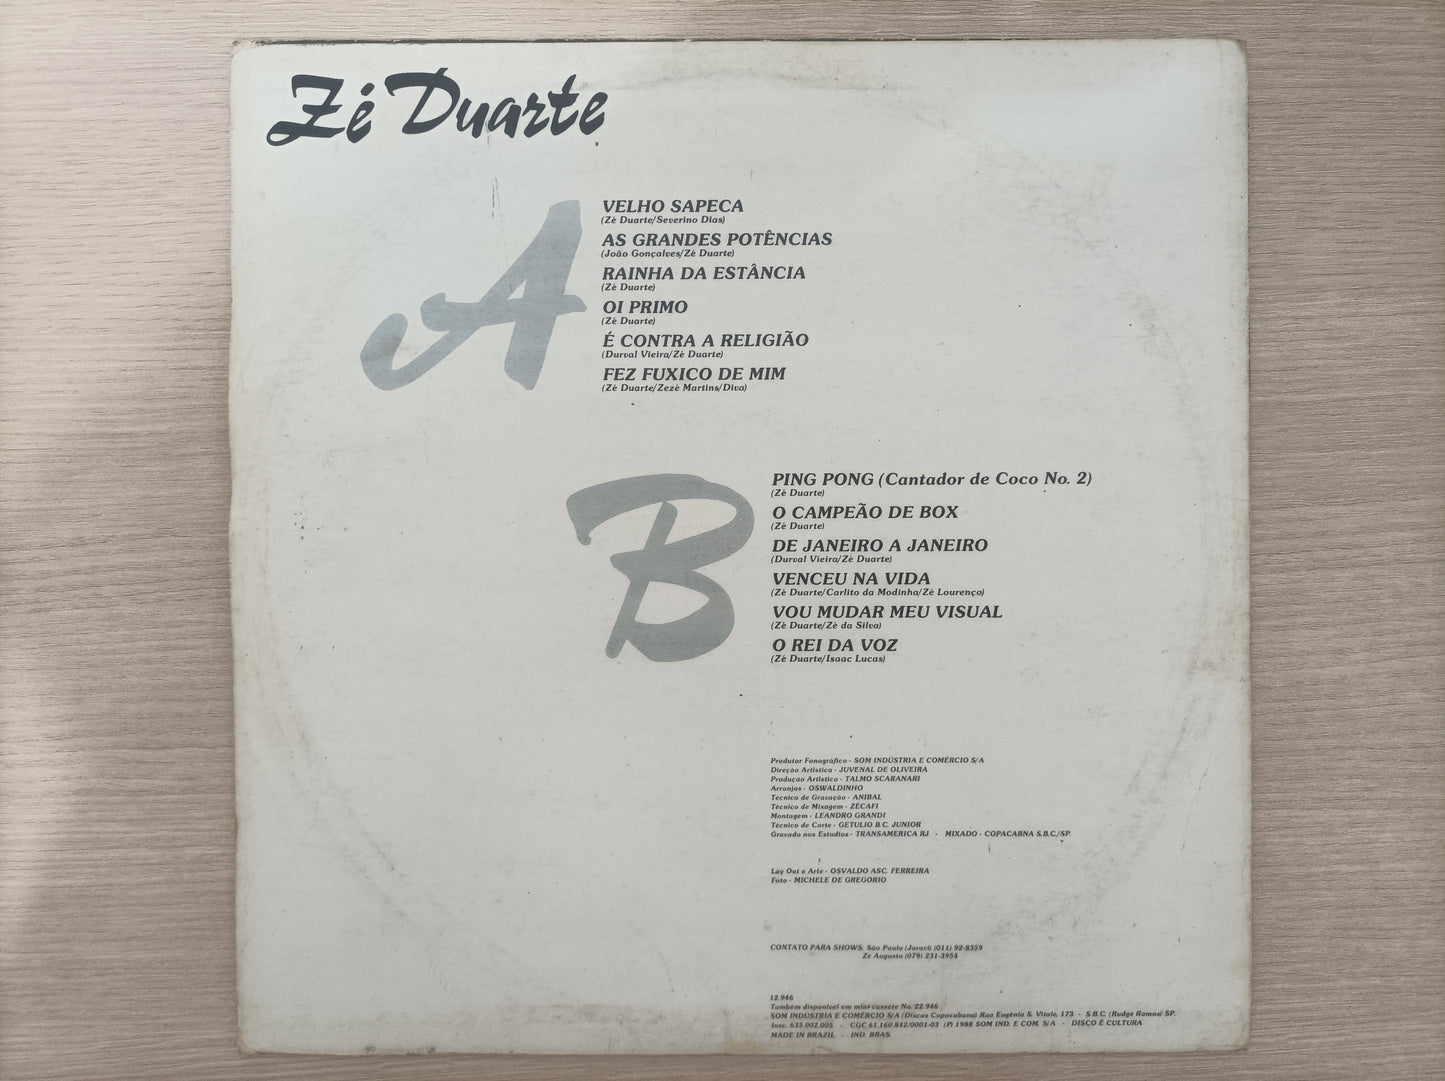 Zé Duarte
A
VELHO SAPECA
(Zé Duarte/Severino Dias)
AS GRANDES POTÊNCIAS
(João Gonçalves/Zé Duarte)
RAINHA DA ESTÂNCIA
(Zé Duarte)
OI PRIMO
(Zé Duarte)
É CONTRA A RELIGIÃO
(Durval Vieira/Zé Duarte)
FEZ FUXICO DE MIM
(Zé Duarte/Zezé Martins/Diva)
B
PING PONG (Cantador de Coco No. 2)
(Zé Duarte)
O CAMPEÃO DE BOX
(Zé Duarte)
DE JANEIRO A JANEIRO
(Durval Vieira/Zé Duarte)
VENCEU NA VIDA
(Zé Duarte/Carlito da Modinha/Zé Lourenço)
VOU MUDAR MEU VISUAL
(Zé Duarte/Zé da Silva)
O REI DA VOZ
(Zé Duarte/Isaac Lucas)
Produtor Fonográfico - SOM INDÚSTRIA E COMÉRCIO S/A
Direção Artística - JUVENAL DE OLIVEIRA
Produção Artística - TALMO SCARANARI
Arranjos - OSWALDINHO
Técnico de Gravação - ANIBAL
Técnico de Mixagem - ZÉCAFI
Montagem - LEANDRO GRANDI
Técnico de Corte - GETULIO B.C. JUNIOR
Gravado nos Estúdios - TRANSAMERICA RJ - MIXADO - COPACABNA S.B.C./SP.
Lay Out e Arte - OSVALDO ASC. FERREIRA
Foto - MICHELE DE GREGORIO
CONTATO PARA SHOWS: São Paulo (Juraci) (011) 92-8359
Zé Augusto (079) 231-3954
12.946
Também disponível em mini-cassete No. 22.946
SOM INDÚSTRIA E COMÉRCIO S/A (Discos Copacabana) Rua Eugênia S. Vitale, 173 - S.B.C. (Rudge Ramos) SP.
Insc. 635.002.005 - CGC 61.160.842/0001-03 (P) 1988 SOM IND. E COM. S/A - DISCO É CULTURA
MADE IN BRAZIL - IND. BRAS.